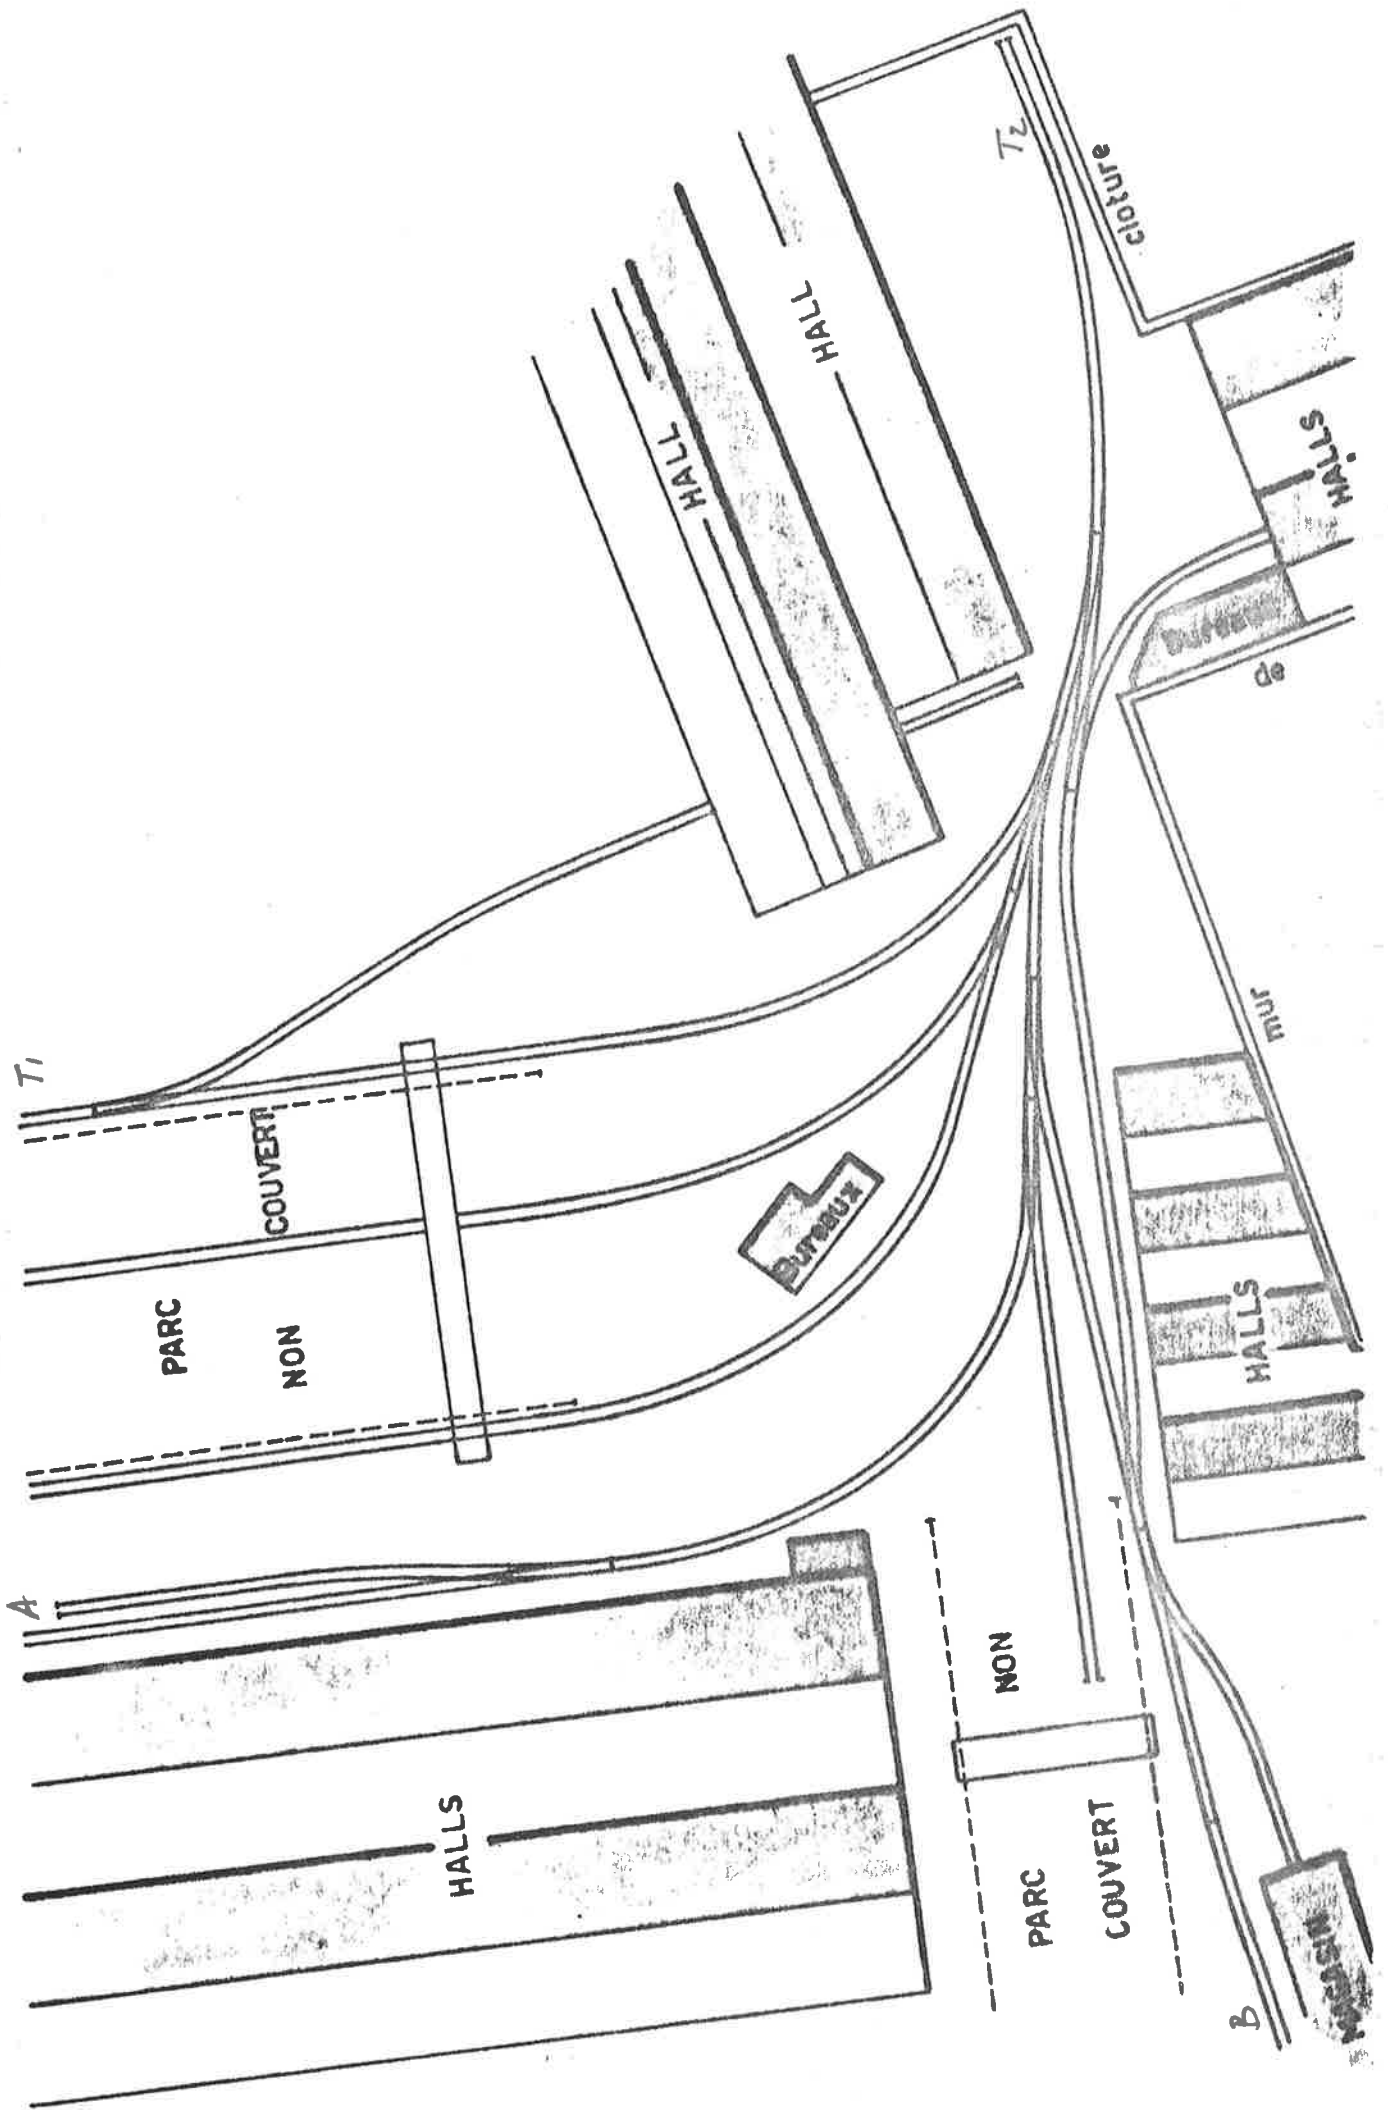 T1
A
PARC
NON
COUVERT
HALL
HALL
T2
cloture
HALLS
Bureaux
de
Bureaux
mur
HALLS
HALLS
NON
PARC
COUVERT
B
MAGASIN